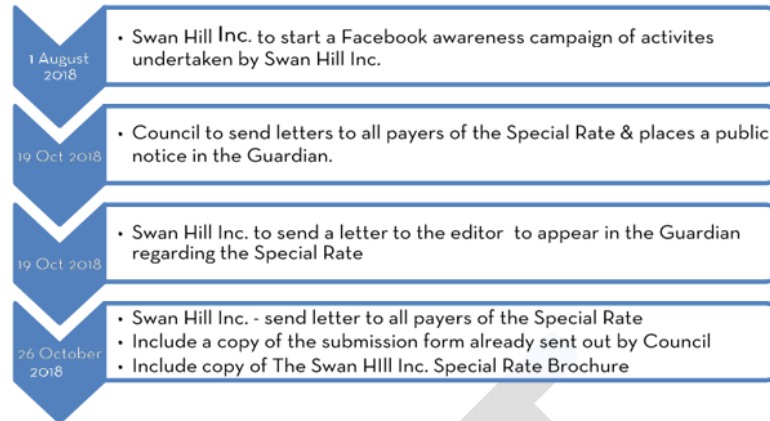 1 August
2018
• Swan Hill Inc. to start a Facebook awareness campaign of activites
undertaken by Swan Hill Inc.
19 Oct 2018
• Council to send letters to all payers of the Special Rate & places a public
notice in the Guardian.
19 Oct 2018
• Swan Hill Inc. to send a letter to the editor to appear in the Guardian
regarding the Special Rate
26 October
2018
• Swan Hill Inc. - send letter to all payers of the Special Rate
• Include a copy of the submission form already sent out by Council
• Include copy of The Swan HIll Inc. Special Rate Brochure